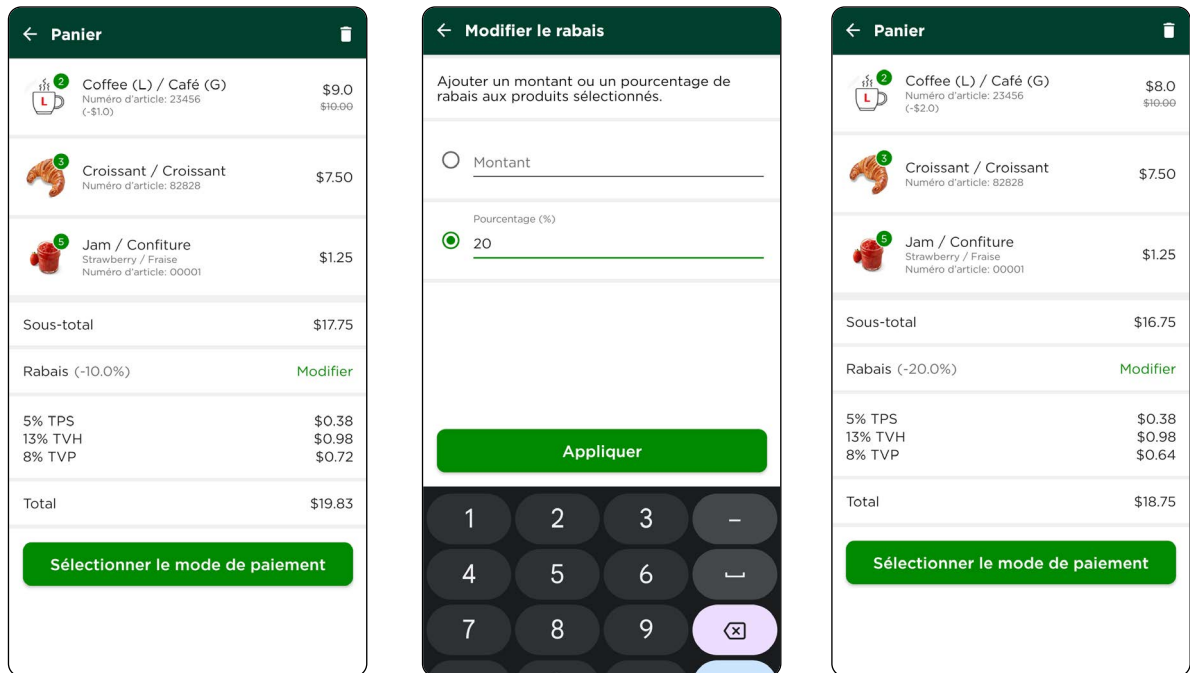 Panier
2
Coffee (L) / Café (G)
Numéro d'article: 23456
(-$1.0)
$9.0
$10.00
L
3
Croissant / Croissant
Numéro d'article: 82828
$7.50
5
Jam / Confiture
Strawberry / Fraise
Numéro d'article: 00001
$1.25
Sous-total $17.75
Rabais (-10.0%) Modifier
5% TPS $0.38
13% TVH $0.98
8% TVP $0.72
Total $19.83
Sélectionner le mode de paiement
Modifier le rabais
Ajouter un montant ou un pourcentage de
rabais aux produits sélectionnés.
Montant
Pourcentage (%)
20
Appliquer
1 2 3 –
4 5 6
7 8 9
Panier
2
Coffee (L) / Café (G)
Numéro d'article: 23456
(-$2.0)
$8.0
$10.00
L
3
Croissant / Croissant
Numéro d'article: 82828
$7.50
5
Jam / Confiture
Strawberry / Fraise
Numéro d'article: 00001
$1.25
Sous-total $16.75
Rabais (-20.0%) Modifier
5% TPS $0.38
13% TVH $0.98
8% TVP $0.64
Total $18.75
Sélectionner le mode de paiement